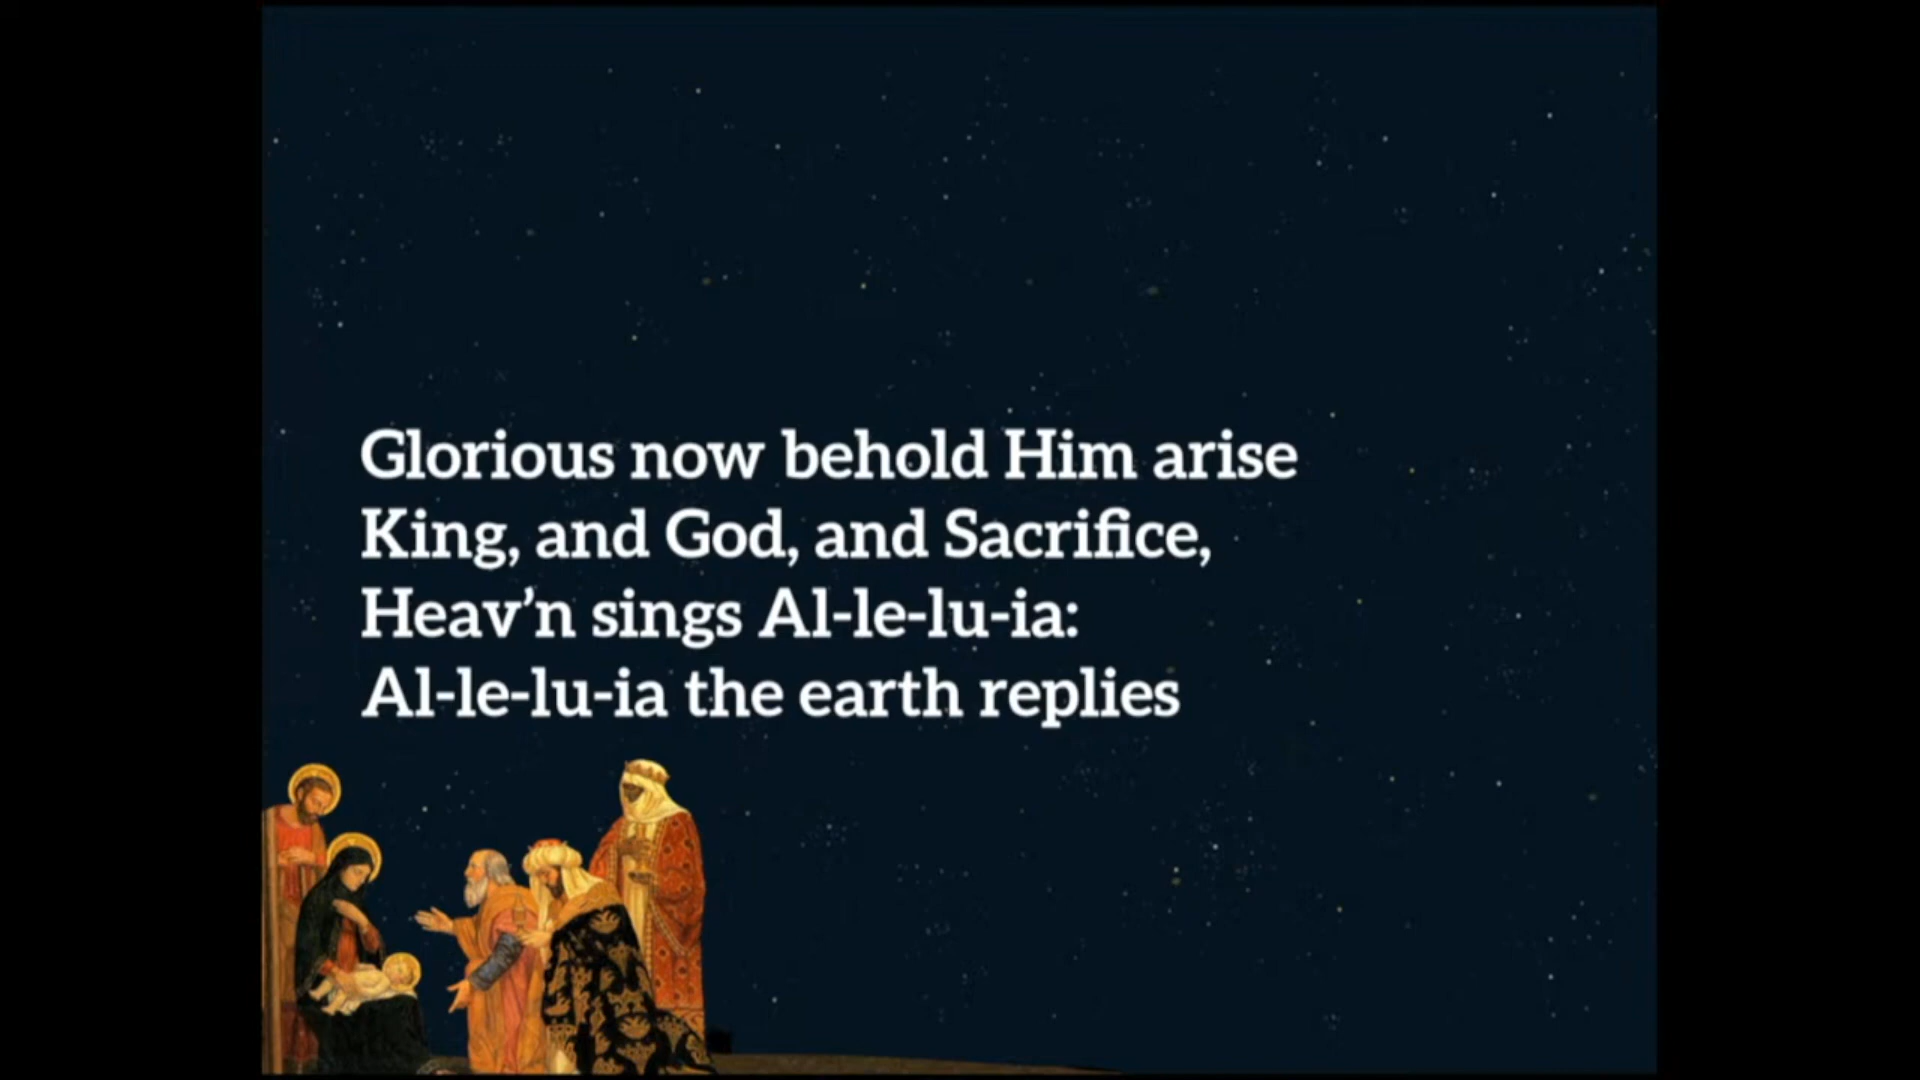 Glorious now behold Him arise
King, and God, and Sacrifice,
Heav’n sings Al-le-lu-ia:
Al-le-lu-ia the earth replies